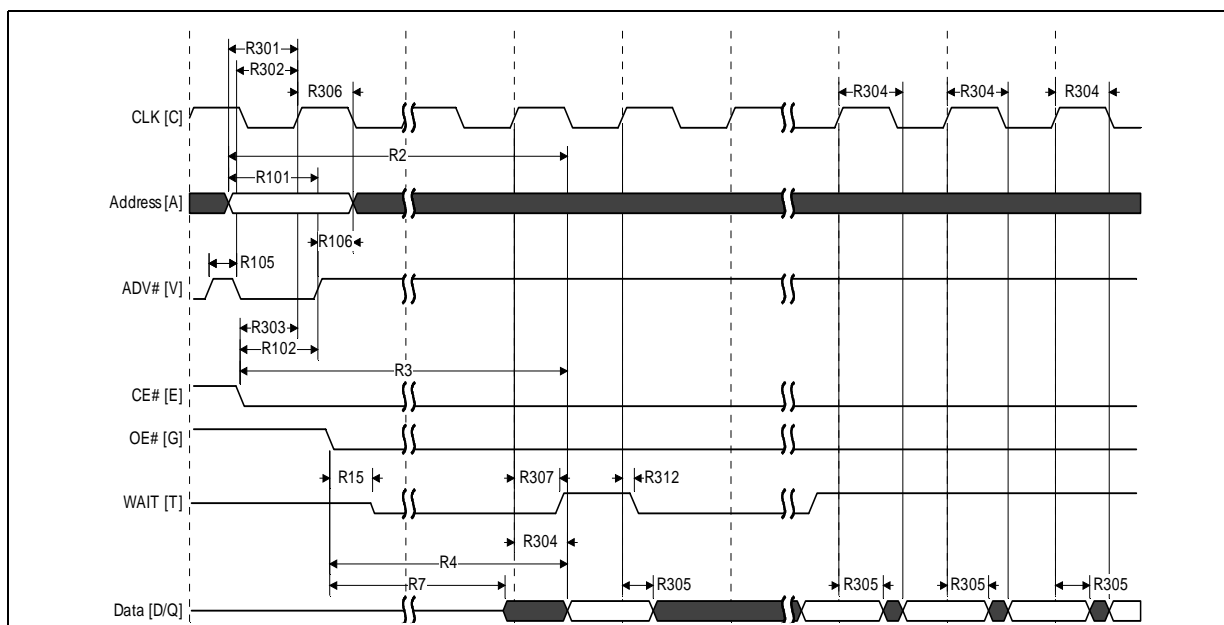 R301
R302
R306
R304
R304
R304
CLK [C]
R2
R101
Address [A]
R106
R105
ADV# [V]
R303
R102
R3
CE# [E]
OE# [G]
R15
R307
R312
WAIT [T]
R304
R4
R7
R305
R305
R305
R305
Data [D/Q]